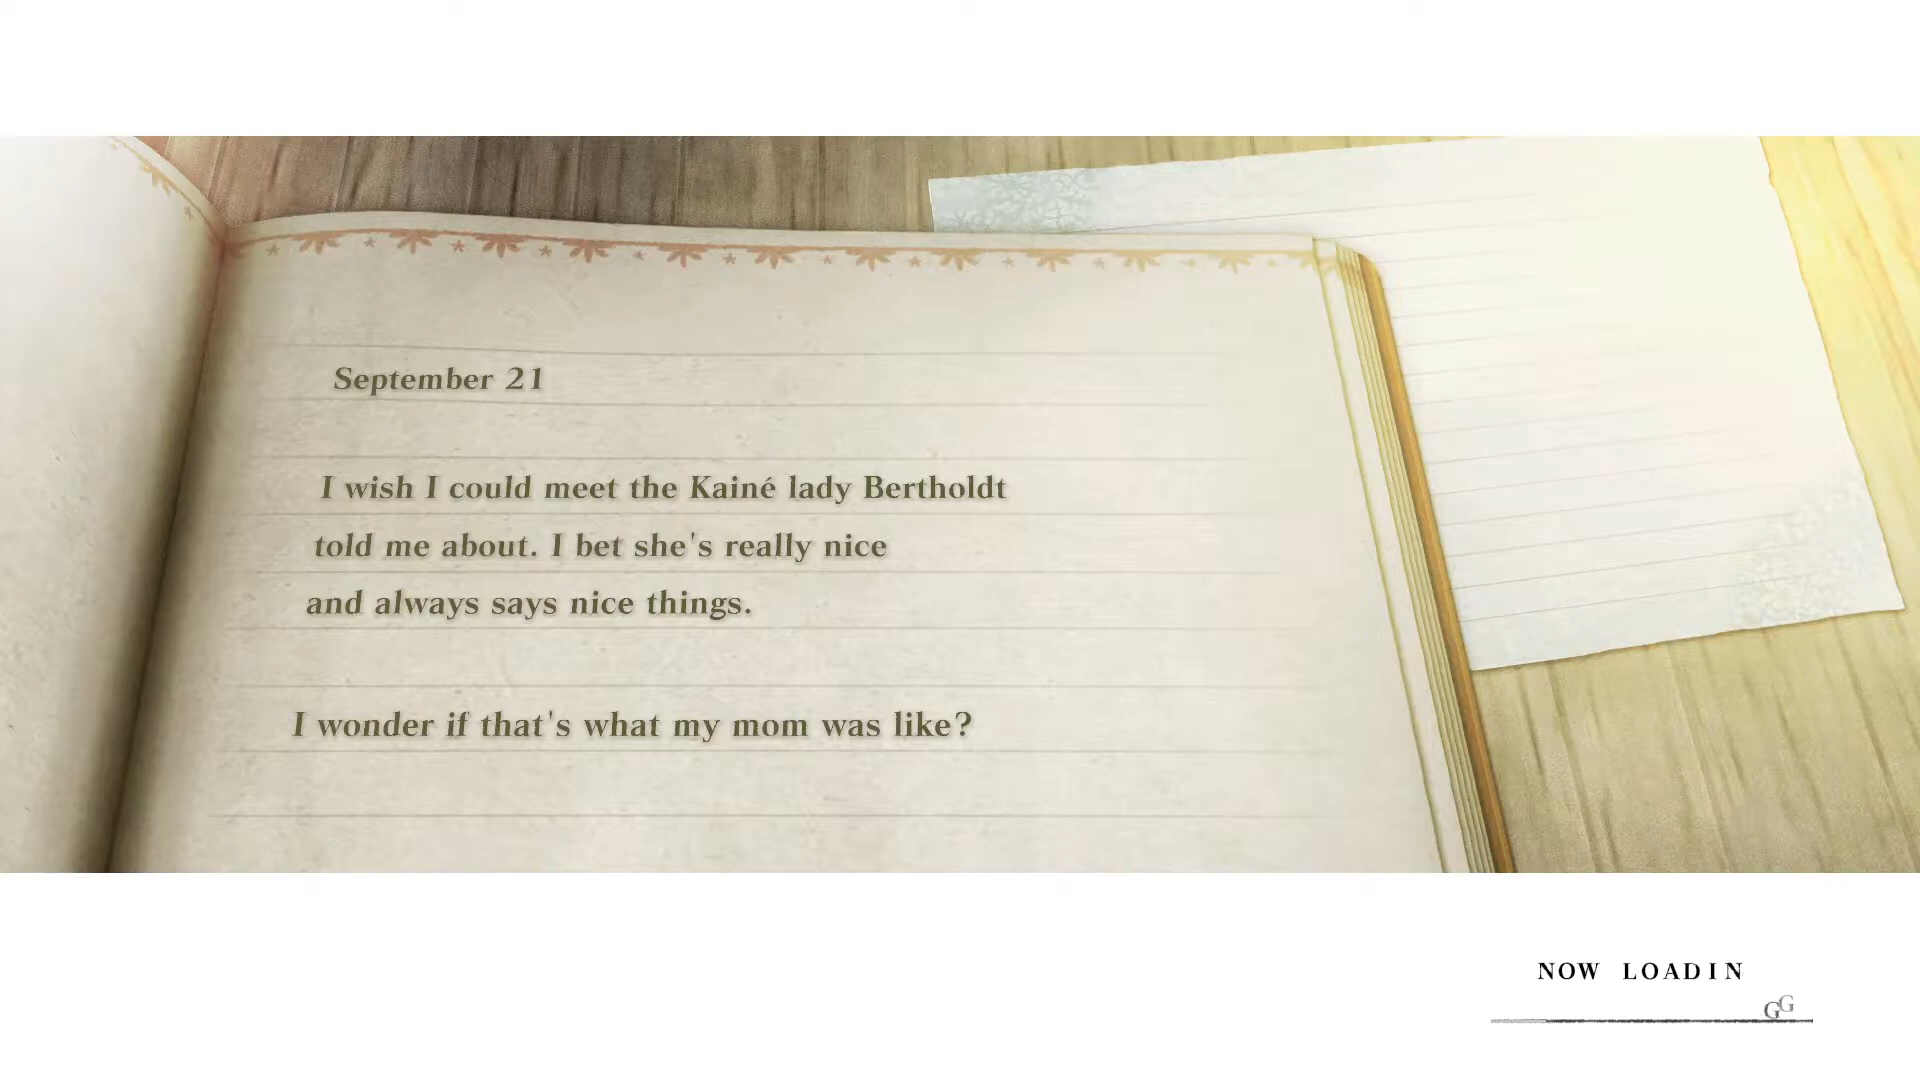 September 21
I wish I could meet the Kainé lady Bertholdt
told me about. I bet she's really nice
and always says nice things.
I wonder if that's what my mom was like?
NOW LOADIN
GG